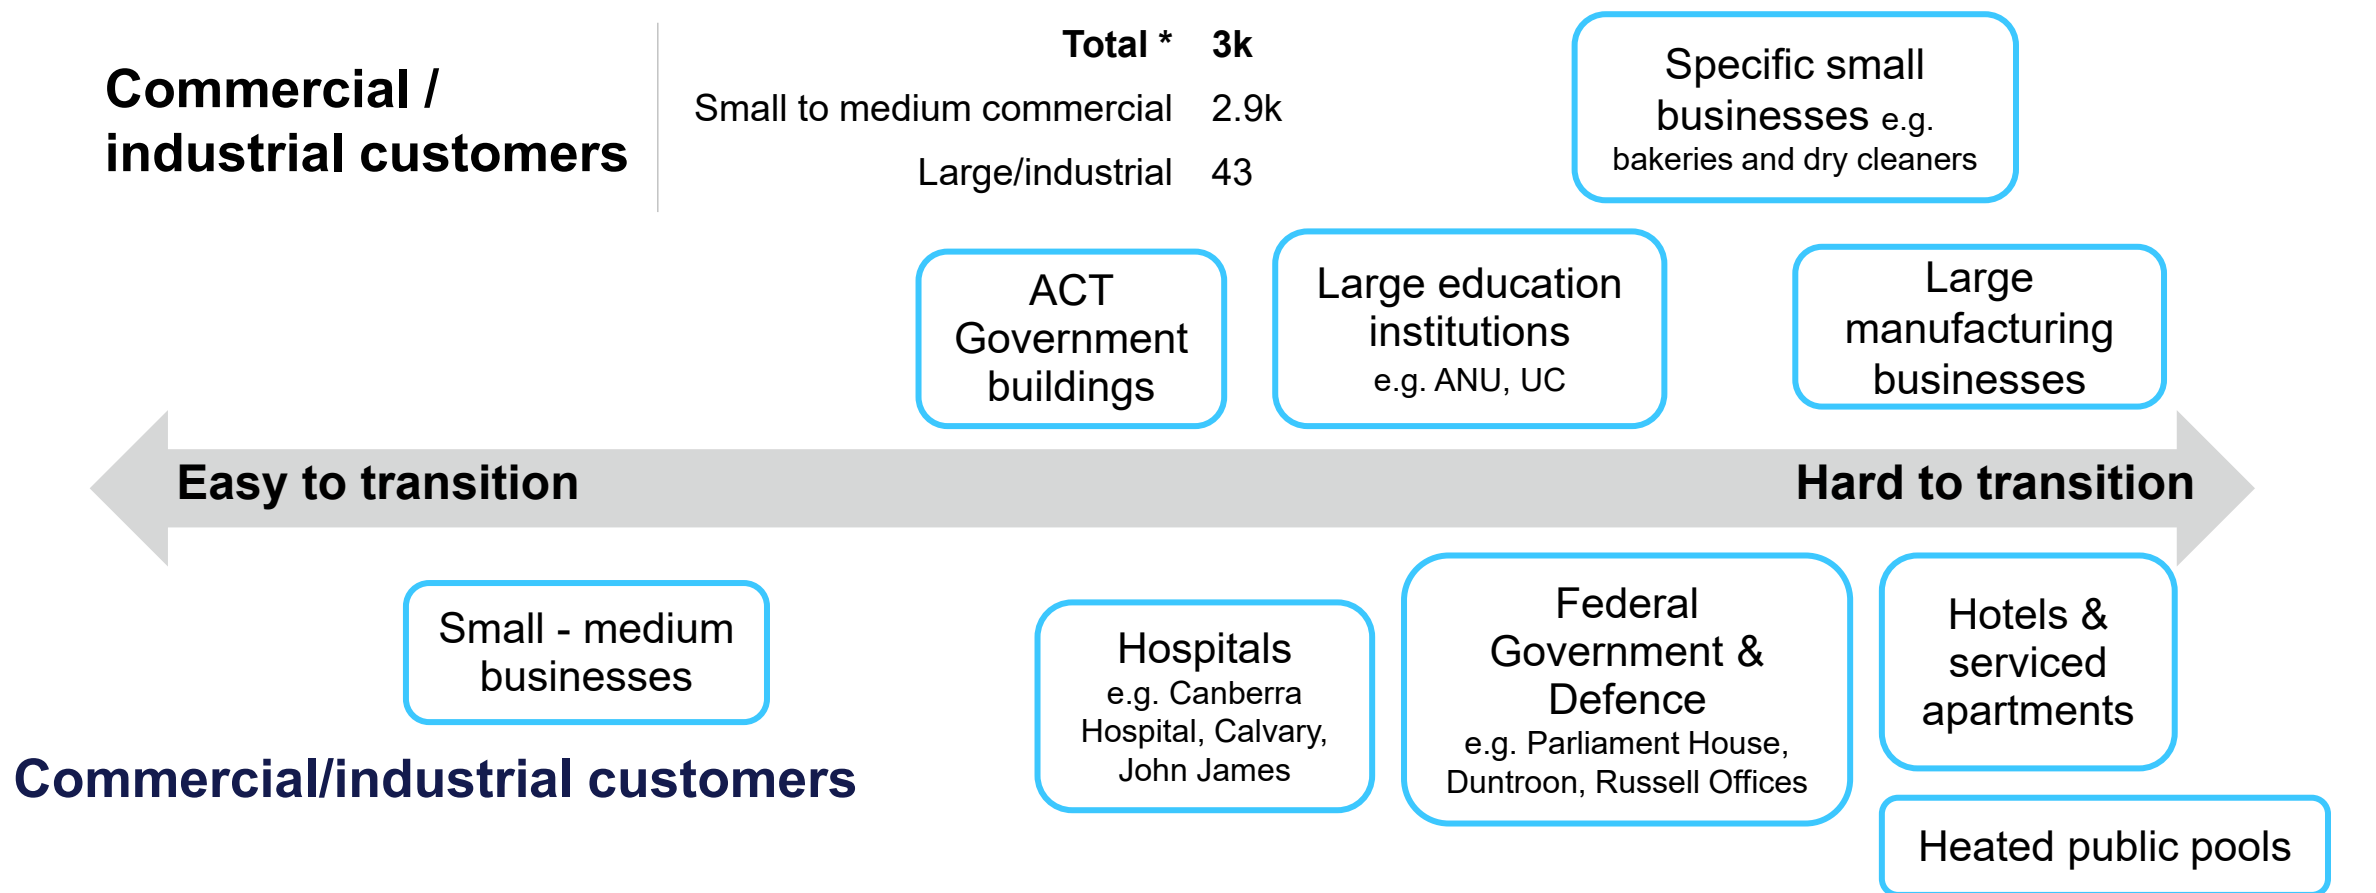 Commercial /
industrial customers
Total * 3k
Small to medium commercial 2.9k
Large/industrial 43
Specific small
businesses e.g.
bakeries and dry cleaners
ACT
Government
buildings
Large education
institutions
e.g. ANU, UC
Large
manufacturing
businesses
Easy to transition
Hard to transition
Small - medium
businesses
Hospitals
e.g. Canberra
Hospital, Calvary,
John James
Federal
Government &
Defence
e.g. Parliament House,
Duntroon, Russell Offices
Hotels &
serviced
apartments
Commercial/industrial customers
Heated public pools